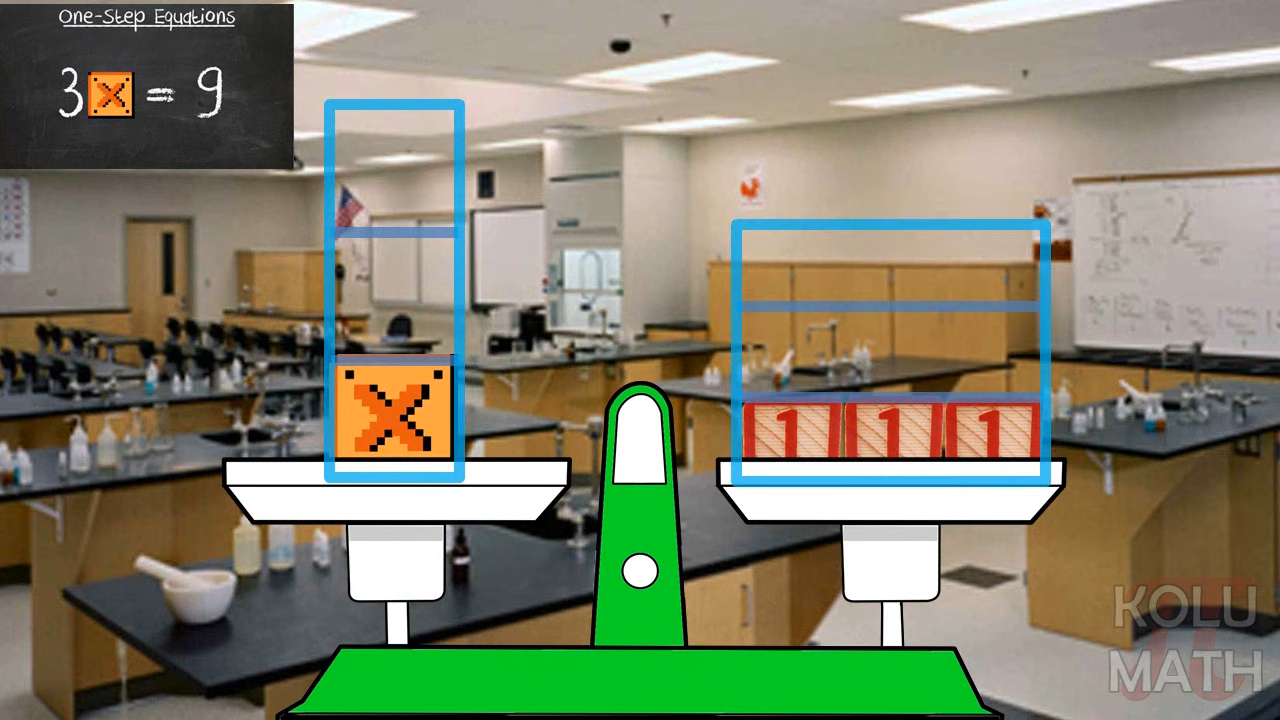 One-Step Equations
3x = 9
x
1 1 1
KOLU
MATH